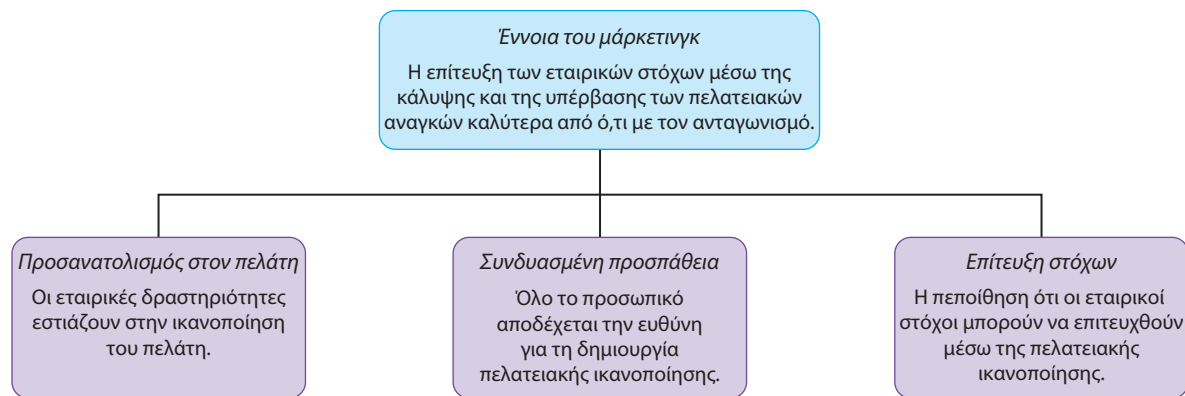 Έννοια του μάρκετινγκ
Η επίτευξη των εταιρικών στόχων μέσω της
κάλυψης και της υπέρβασης των πελατειακών
αναγκών καλύτερα από ό,τι με τον ανταγωνισμό.
Προσανατολισμός στον πελάτη
Οι εταιρικές δραστηριότητες
εστιάζουν στην ικανοποίηση
του πελάτη.
Συνδυασμένη προσπάθεια
Όλο το προσωπικό
αποδέχεται την ευθύνη
για τη δημιουργία
πελατειακής ικανοποίησης.
Επίτευξη στόχων
Η πεποίθηση ότι οι εταιρικοί
στόχοι μπορούν να επιτευχθούν
μέσω της πελατειακής
ικανοποίησης.